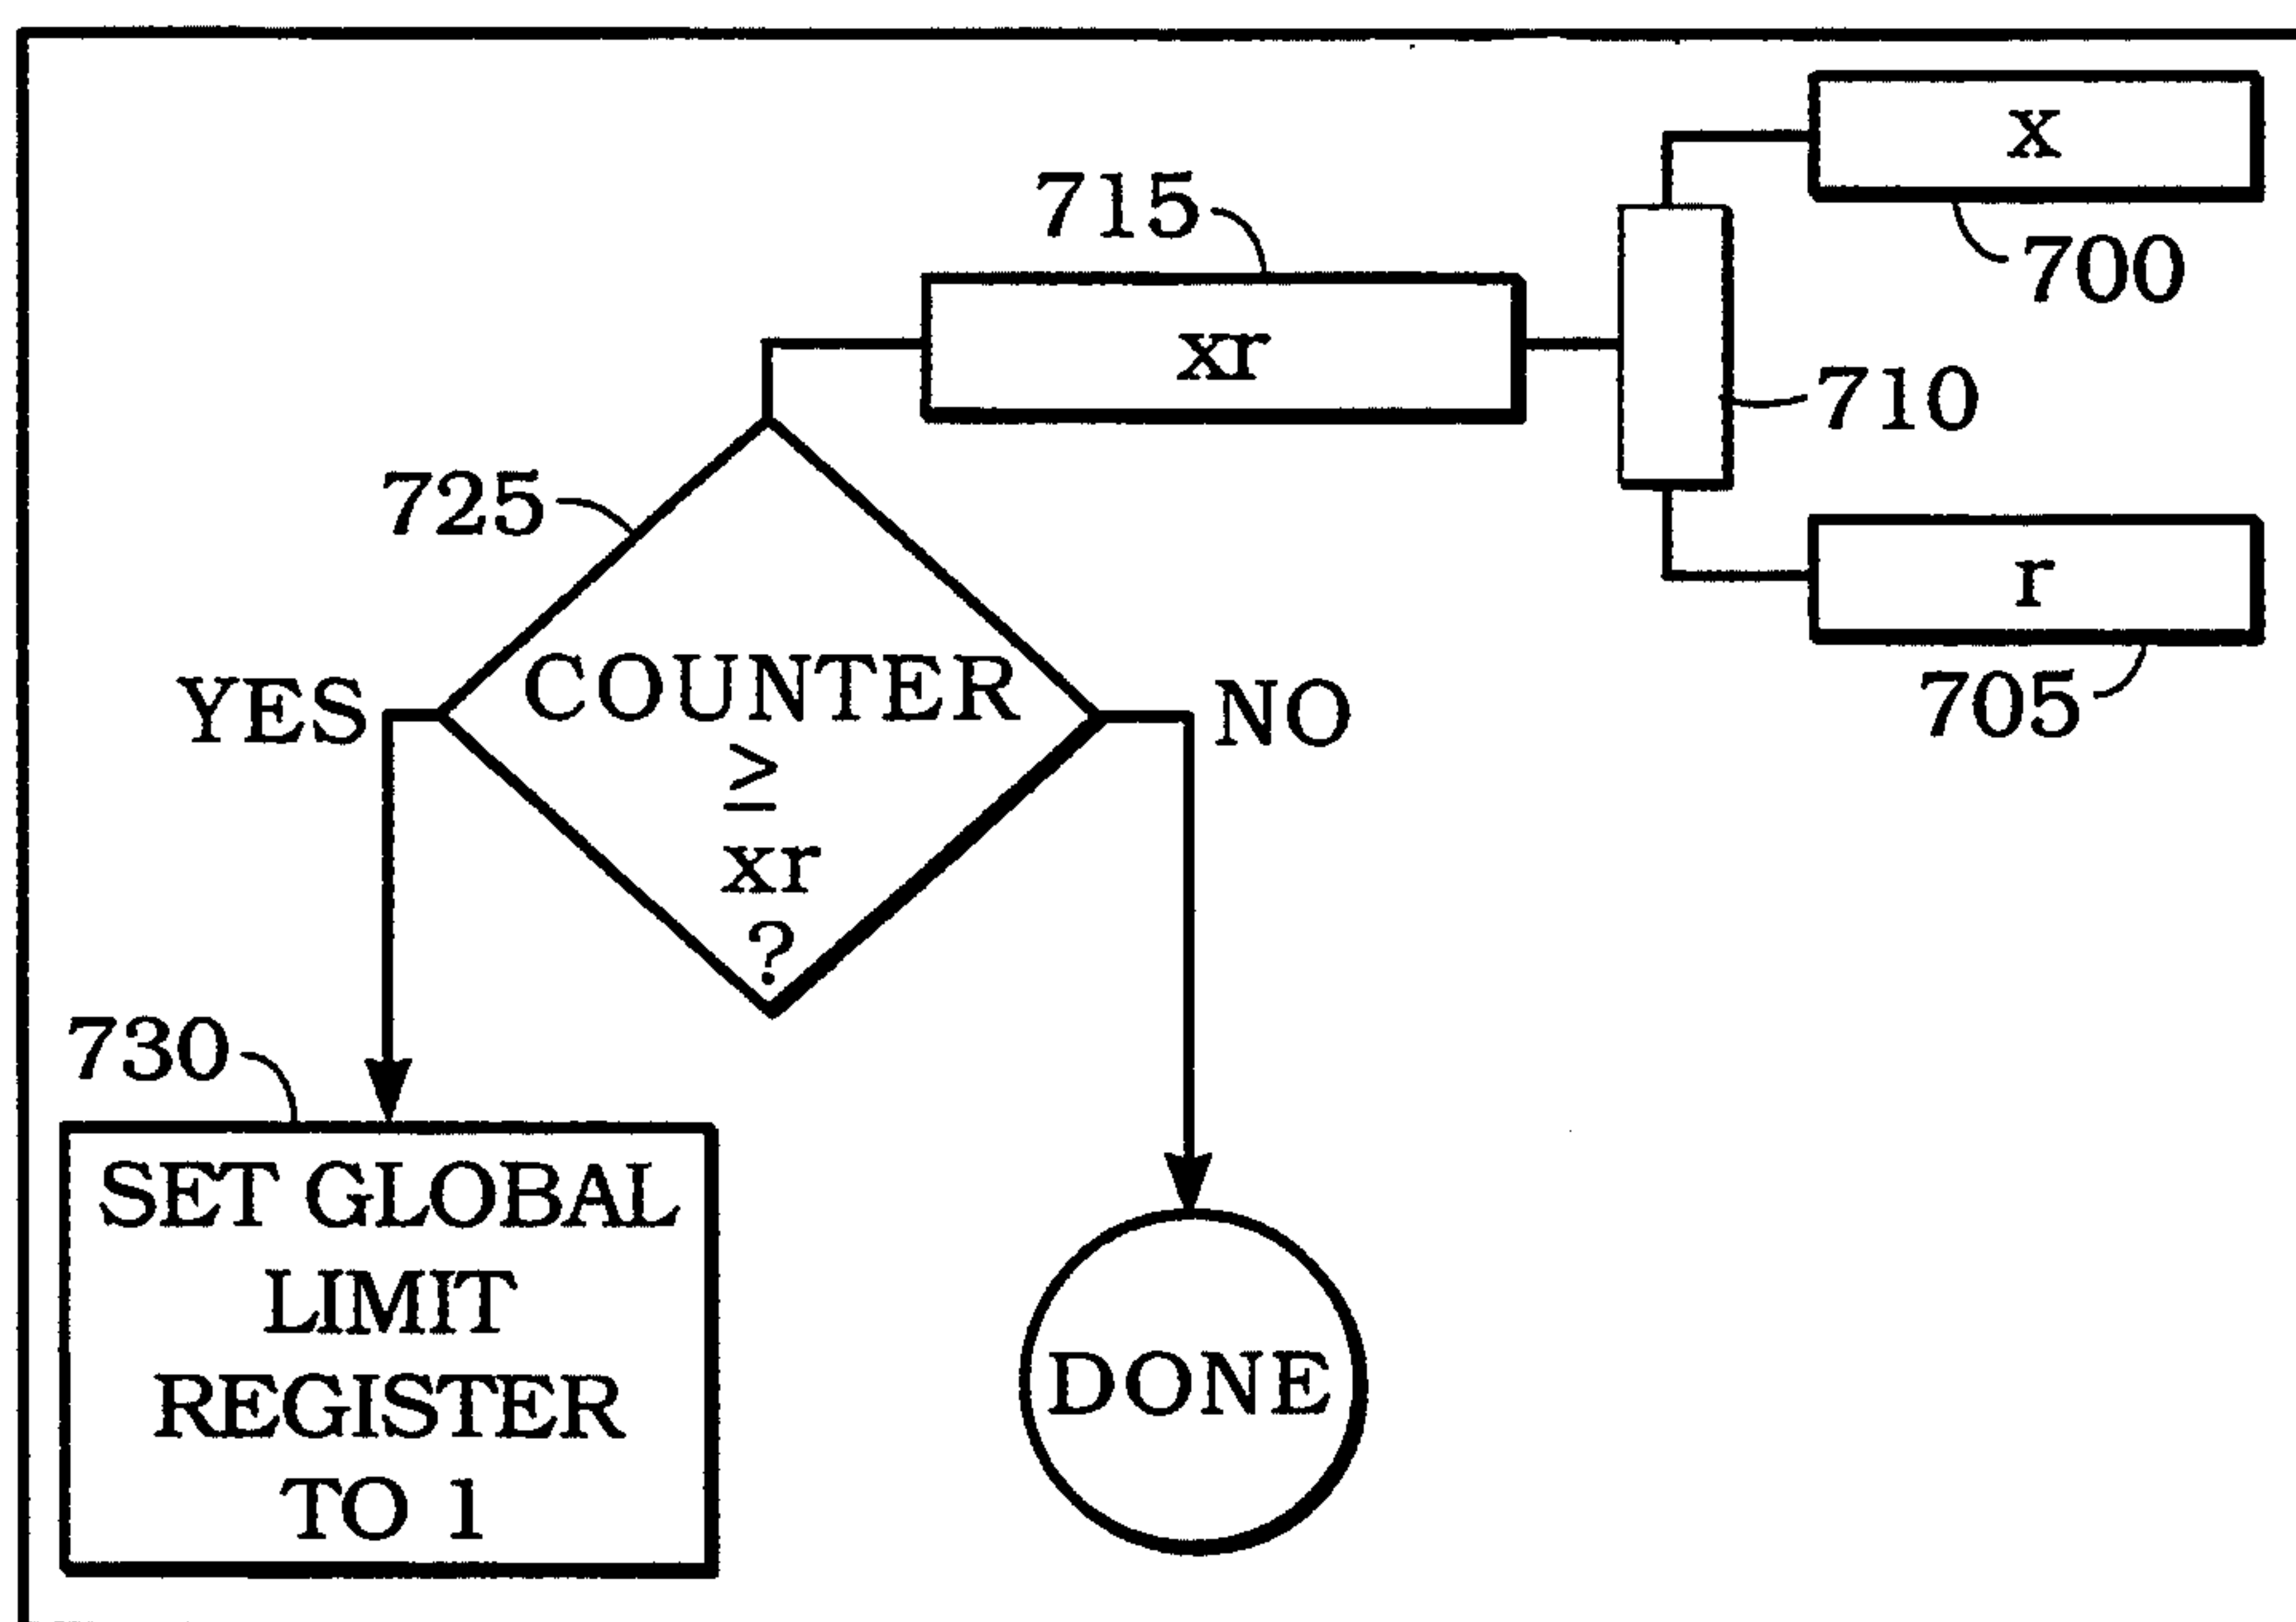 x
715
700
xr
710
725
r
705
YES
COUNTER
NO
≥
xr
?
730
SET GLOBAL
LIMIT
REGISTER
TO 1
DONE